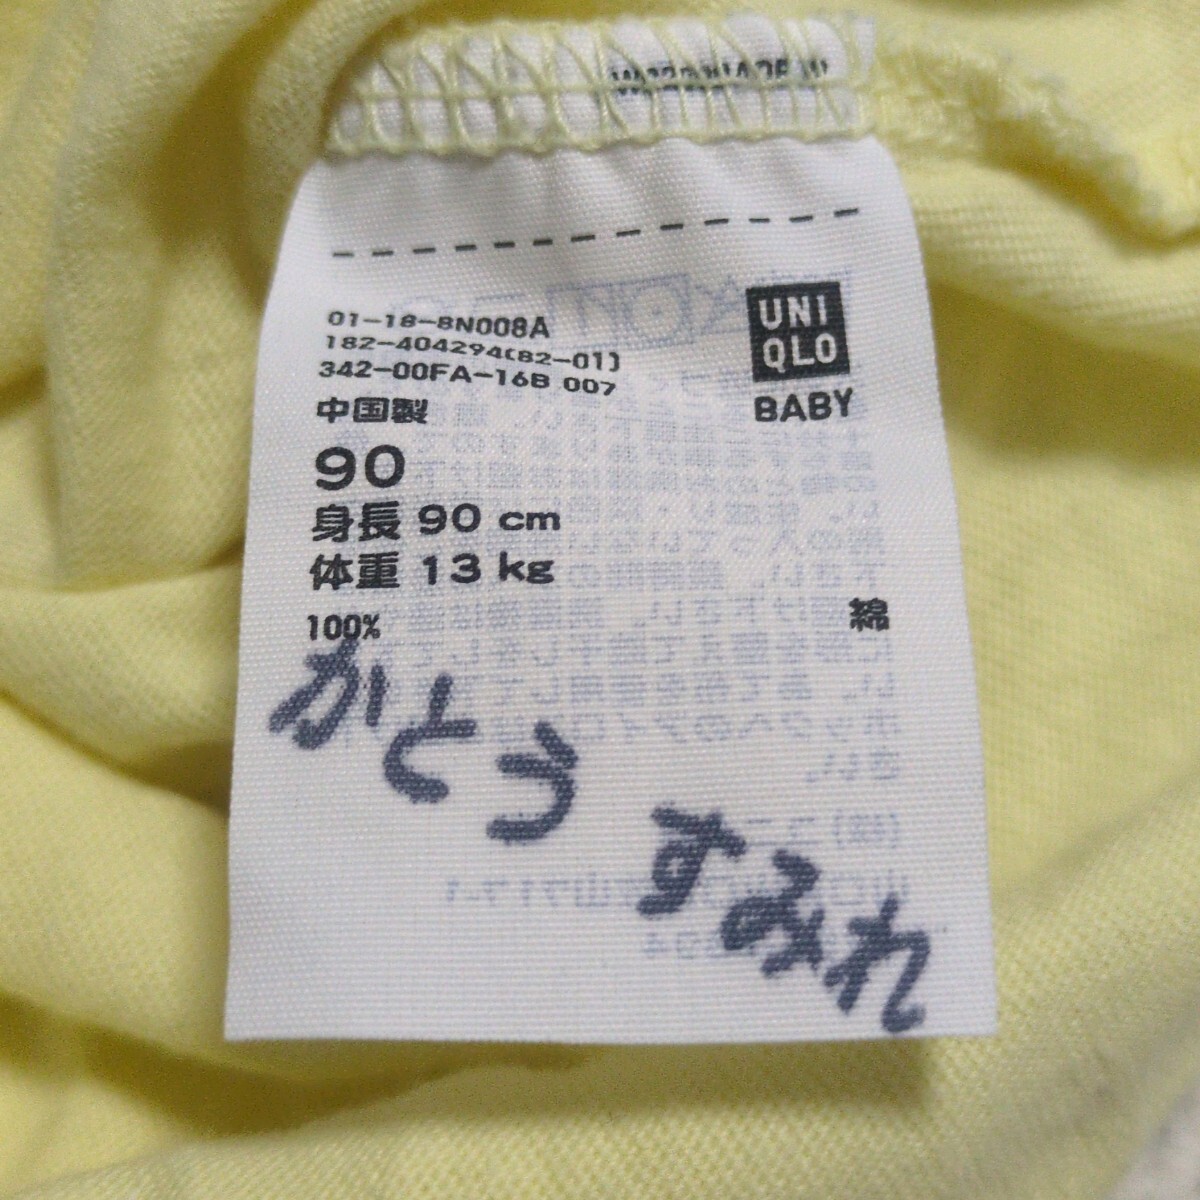 01-18-8N008A
182-404294(82-01)
342-00FA-16B 007
中国製
UNI
QLO
BABY
90
身長 90 cm
体重 13 kg
100% 綿
かとう
すみれ